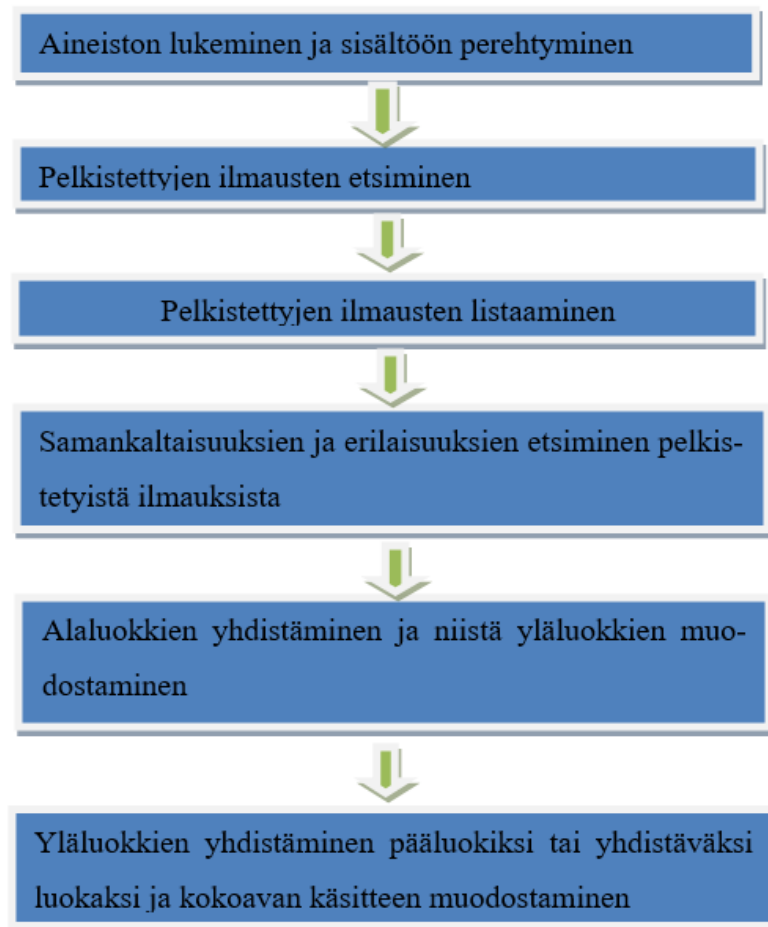 Aineiston lukeminen ja sisältöön perehtyminen
Pelkistettyjen ilmausten etsiminen
Pelkistettyjen ilmausten listaaminen
Samankaltaisuuksien ja erilaisuuksien etsiminen pelkis-
tetyistä ilmauksista
Alaluokkien yhdistäminen ja niistä yläluokkien muo-
dostaminen
Yläluokkien yhdistäminen pääluokiksi tai yhdistäväksi
luokaksi ja kokoavan käsitteen muodostaminen